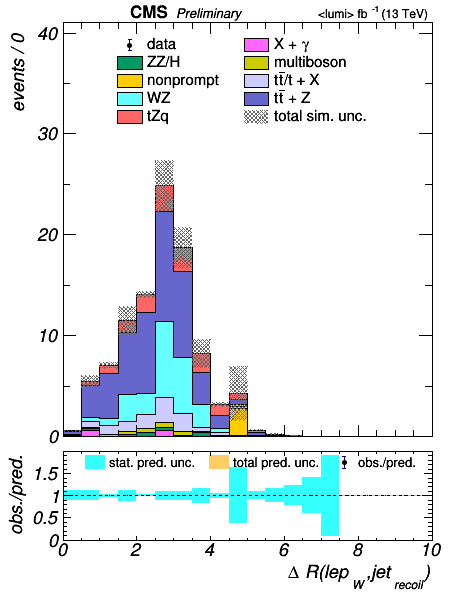 CMS Preliminary <lumi> fb⁻¹ (13 TeV)
events / 0
40
30
20
10
0
data
ZZ/H
nonprompt
WZ
tZq
X + γ
multiboson
tt̄/t + X
tt̄ + Z
total sim. unc.
obs./pred.
1.5
1
0.5
0
stat. pred. unc. total pred. unc. obs./pred.
0 2 4 6 8 10
Δ R(lep_W, jet_recoil)